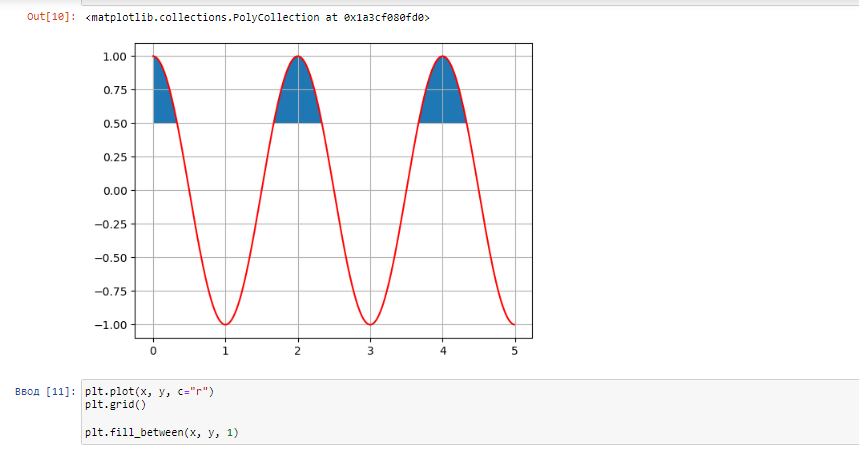 Out[10]: <matplotlib.collections.PolyCollection at 0x1a3cf080fd0>
1.00
0.75
0.50
0.25
0.00
−0.25
−0.50
−0.75
−1.00
0 1 2 3 4 5
Ввод [11]: plt.plot(x, y, c="r")
plt.grid()
plt.fill_between(x, y, 1)